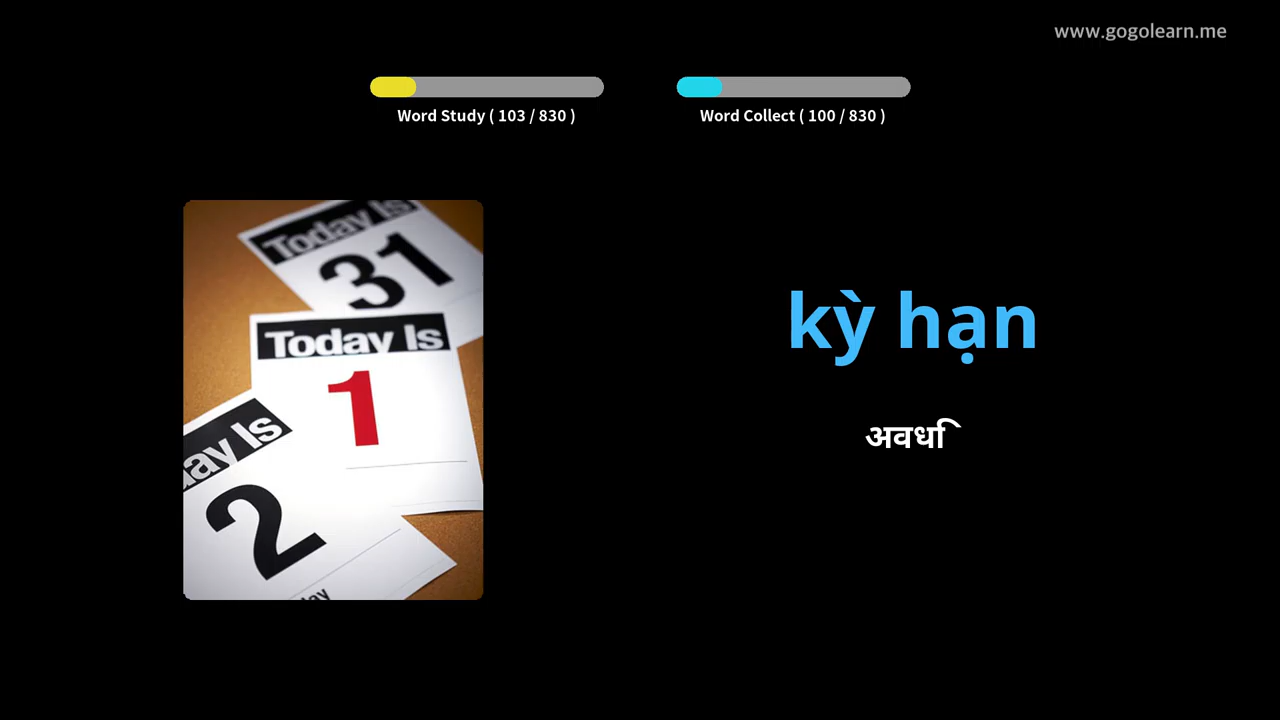 www.gogolearn.me
Word Study ( 103 / 830 )
Word Collect ( 100 / 830 )
Today Is
31
Today Is
1
ay Is
2
kỳ hạn
अवधि